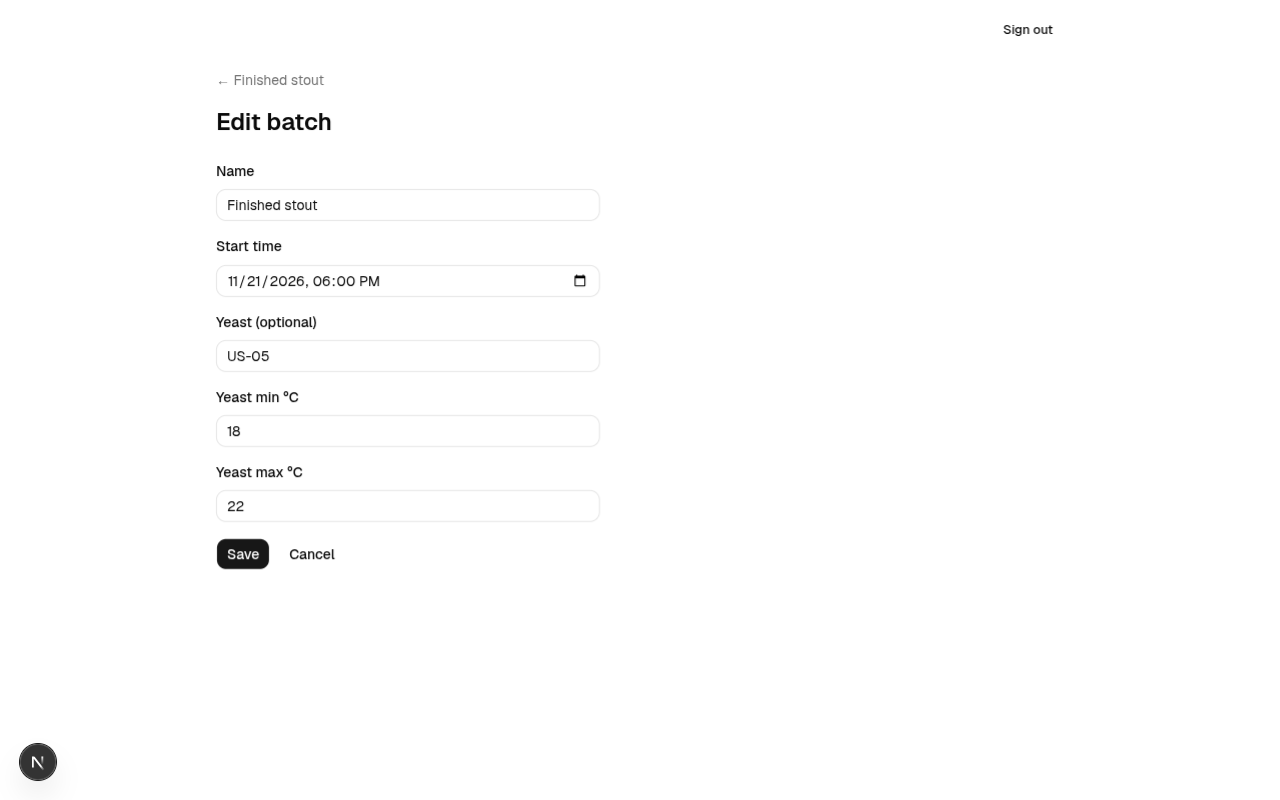 Sign out
← Finished stout
Edit batch
Name
Finished stout
Start time
11/21/2026, 06:00 PM
Yeast (optional)
US-05
Yeast min °C
18
Yeast max °C
22
Save Cancel
N